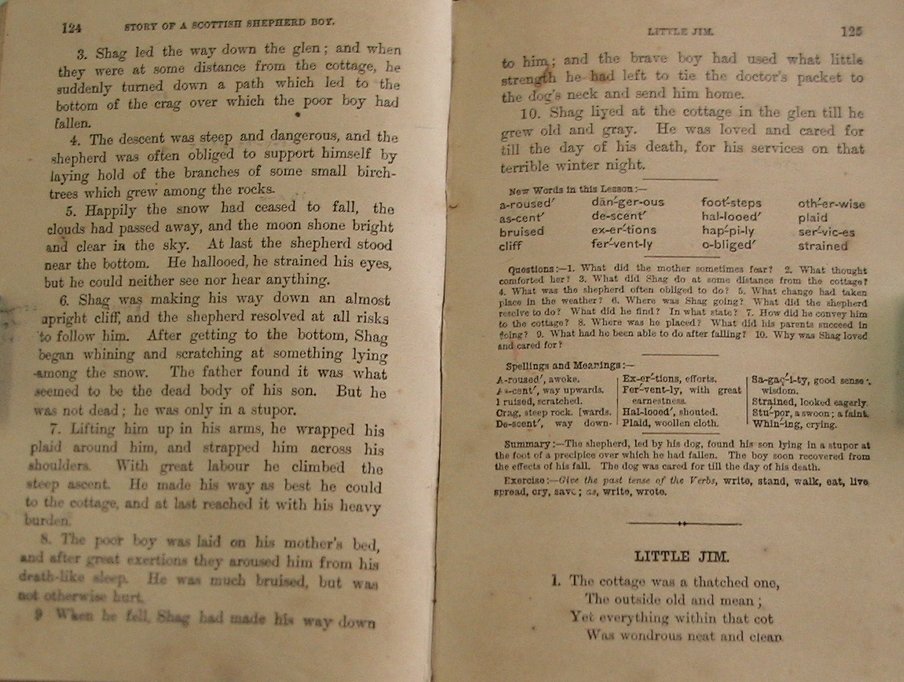 124 STORY OF A SCOTTISH SHEPHERD BOY.
3. Shag led the way down the glen; and when
they were at some distance from the cottage, he
suddenly turned down a path which led to the
bottom of the crag over which the poor boy had
fallen.
4. The descent was steep and dangerous, and the
shepherd was often obliged to support himself by
laying hold of the branches of some small birch-
trees which grew among the rocks.
5. Happily the snow had ceased to fall, the
clouds had passed away, and the moon shone bright
and clear in the sky. At last the shepherd stood
near the bottom. He hallooed, he strained his eyes,
but he could neither see nor hear anything.
6. Shag was making his way down an almost
upright cliff, and the shepherd resolved at all risks
to follow him. After getting to the bottom, Shag
began whining and scratching at something lying
among the snow. The father found it was what
seemed to be the dead body of his son. But he
was not dead; he was only in a stupor.
7. Lifting him up in his arms, he wrapped his
plaid around him, and strapped him across his
shoulders. With great labour he climbed the
steep ascent. He made his way as best he could
to the cottage, and at last reached it with his heavy
burden.
8. The poor boy was laid on his mother's bed,
and after great exertions they aroused him from his
death-like sleep. He was much bruised, but was
not otherwise hurt.
9 When he fell, Shag had made his way down
LITTLE JIM. 125
to him; and the brave boy had used what little
strength he had left to tie the doctor's packet to
the dog's neck and send him home.
10. Shag lived at the cottage in the glen till he
grew old and gray. He was loved and cared for
till the day of his death, for his services on that
terrible winter night.
New Words in this Lesson:—
a-roused′ dān′-ger-ous foot′-steps oth′-er-wise
as-cent′ de-scent′ hal-looed′ plaid
bruised ex-er′-tions hap′-pi-ly ser′-vic-es
cliff fer′-vent-ly o-bliged′ strained
Questions:—1. What did the mother sometimes fear? 2. What thought
comforted her? 3. What did Shag do at some distance from the cottage?
4. What was the shepherd often obliged to do? 5. What change had taken
place in the weather? 6. Where was Shag going? What did the shepherd
resolve to do? What did he find? In what state? 7. How did he convey him
to the cottage? 8. Where was he placed? What did his parents succeed in
doing? 9. What had he been able to do after falling? 10. Why was Shag loved
and cared for?
Spellings and Meanings:—
A-roused′, awoke. Ex-er′-tions, efforts. Sa-gaç′-i-ty, good sense,
As-cent′, way upwards. Fer′-vent-ly, with great wisdom.
Bruised, scratched. earnestness. Strained, looked eagerly.
Crag, steep rock. [wards. Hal-looed′, shouted. Stu′-por, a swoon; a faint.
De-scent′, way down- Plaid, woollen cloth. Whin′-ing, crying.
Summary:—The shepherd, led by his dog, found his son lying in a stupor at
the foot of a precipice over which he had fallen. The boy soon recovered from
the effects of his fall. The dog was cared for till the day of his death.
Exercise:—Give the past tense of the Verbs, write, stand, walk, eat, live
spread, cry, save; as, write, wrote.
LITTLE JIM.
1. The cottage was a thatched one,
The outside old and mean;
Yet everything within that cot
Was wondrous neat and clean